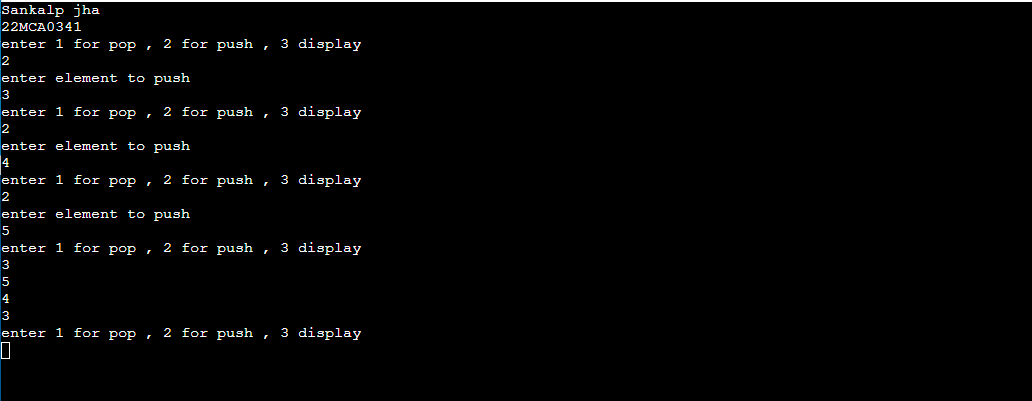 Sankalp jha
22MCA0341
enter 1 for pop , 2 for push , 3 display
2
enter element to push
3
enter 1 for pop , 2 for push , 3 display
2
enter element to push
4
enter 1 for pop , 2 for push , 3 display
2
enter element to push
5
enter 1 for pop , 2 for push , 3 display
3
5
4
3
enter 1 for pop , 2 for push , 3 display